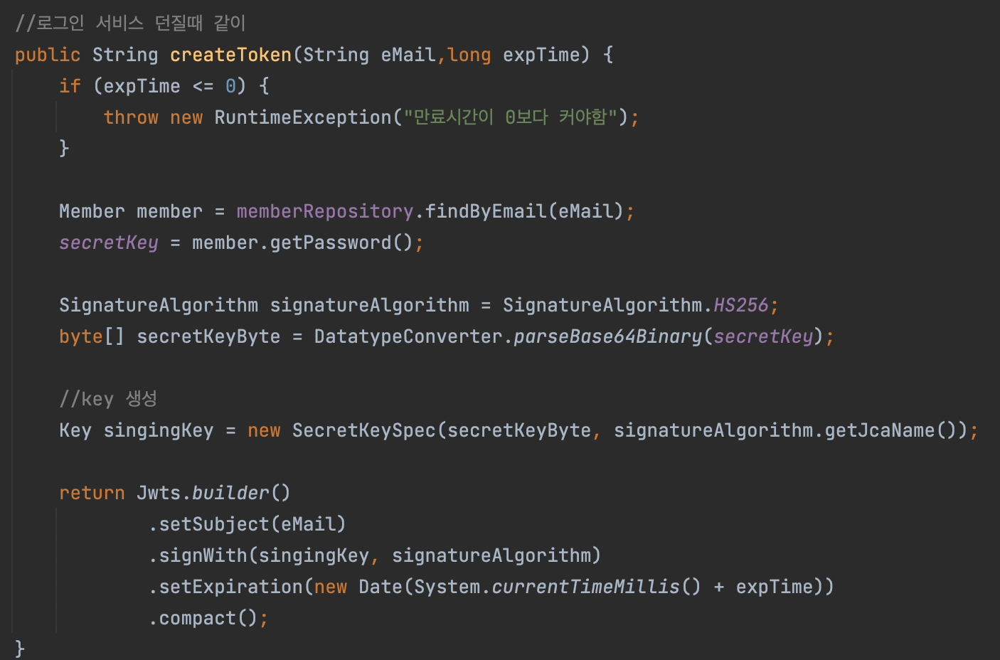 //로그인 서비스 던질때 같이
public String createToken(String eMail,long expTime) {
if (expTime <= 0) {
throw new RuntimeException("만료시간이 0보다 커야함");
}
Member member = memberRepository.findByEmail(eMail);
secretKey = member.getPassword();
SignatureAlgorithm signatureAlgorithm = SignatureAlgorithm.HS256;
byte[] secretKeyByte = DatatypeConverter.parseBase64Binary(secretKey);
//key 생성
Key singingKey = new SecretKeySpec(secretKeyByte, signatureAlgorithm.getJcaName());
return Jwts.builder()
.setSubject(eMail)
.signWith(singingKey, signatureAlgorithm)
.setExpiration(new Date(System.currentTimeMillis() + expTime))
.compact();
}